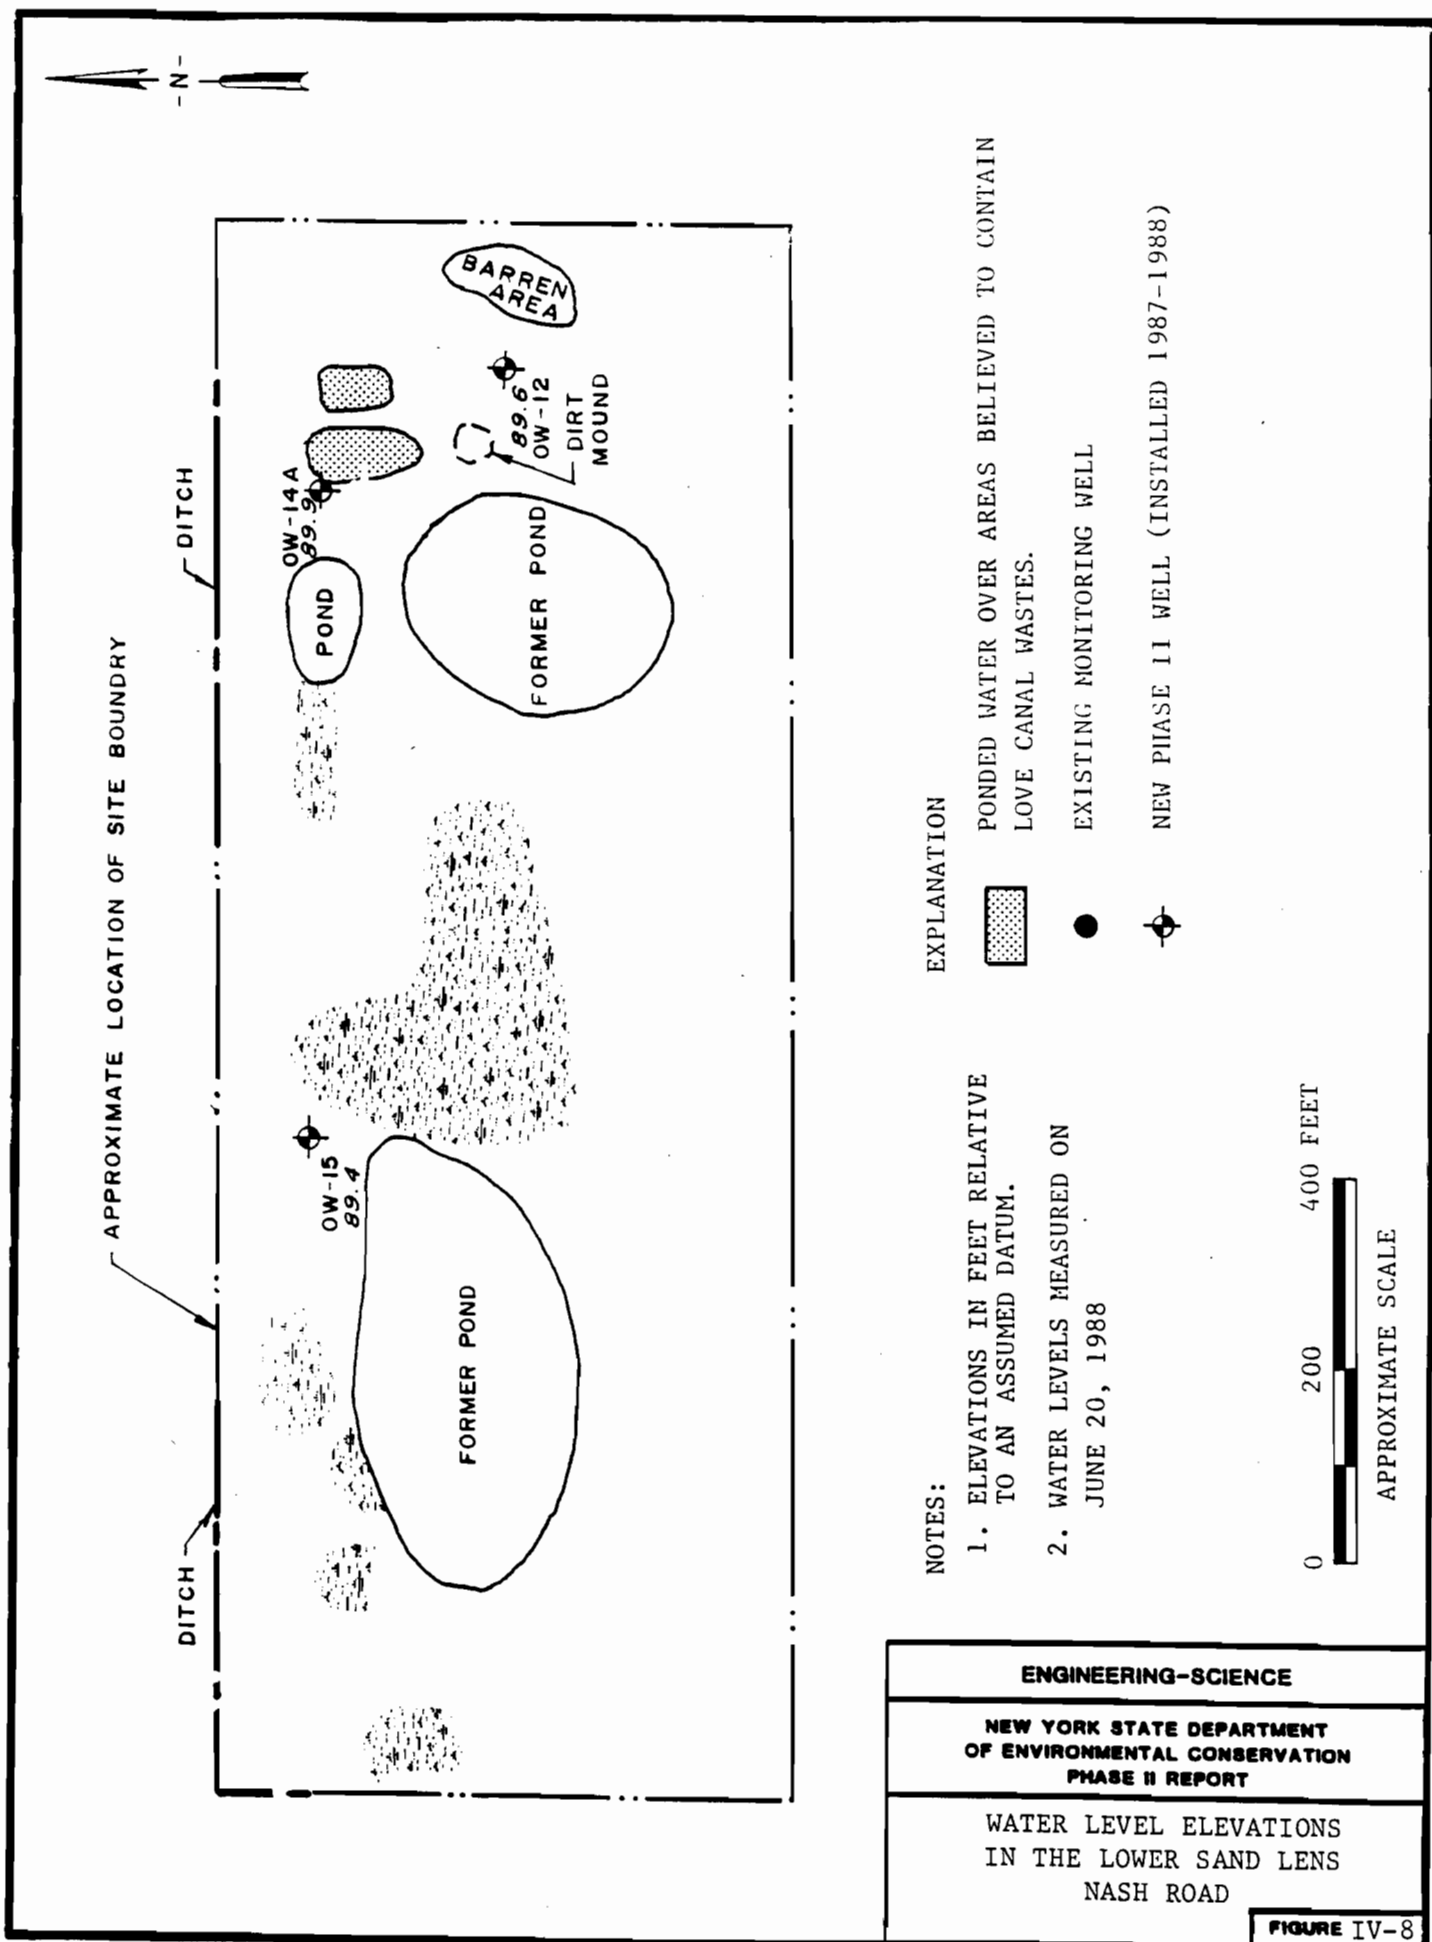 -N-
APPROXIMATE LOCATION OF SITE BOUNDRY
DITCH
DITCH
OW-14A
89.9
POND
BARREN
AREA
89.6
OW-12
DIRT
MOUND
FORMER POND
OW-15
89.4
FORMER POND
EXPLANATION
PONDED WATER OVER AREAS BELIEVED TO CONTAIN
LOVE CANAL WASTES.
EXISTING MONITORING WELL
NEW PHASE II WELL (INSTALLED 1987-1988)
NOTES:
1. ELEVATIONS IN FEET RELATIVE
TO AN ASSUMED DATUM.
2. WATER LEVELS MEASURED ON
JUNE 20, 1988
0 200 400 FEET
APPROXIMATE SCALE
ENGINEERING-SCIENCE
NEW YORK STATE DEPARTMENT
OF ENVIRONMENTAL CONSERVATION
PHASE II REPORT
WATER LEVEL ELEVATIONS
IN THE LOWER SAND LENS
NASH ROAD
FIGURE IV-8